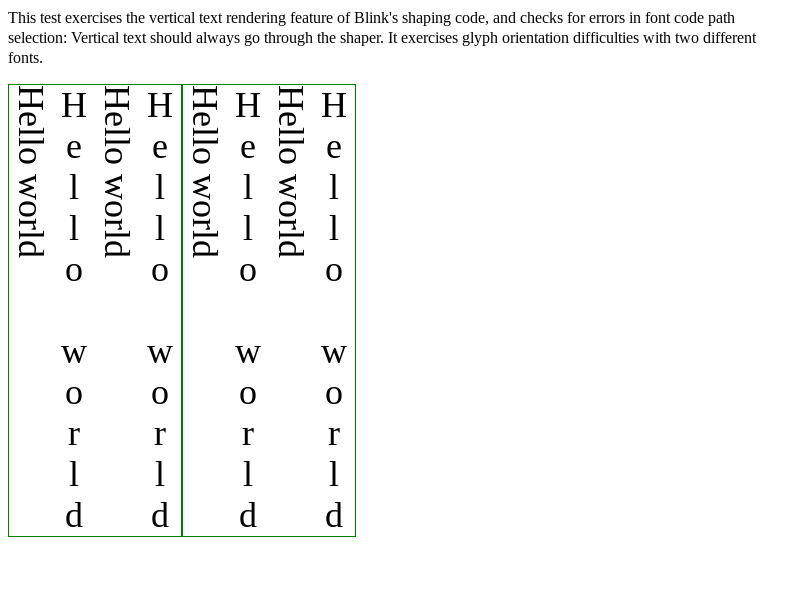 This test exercises the vertical text rendering feature of Blink's shaping code, and checks for errors in font code path
selection: Vertical text should always go through the shaper. It exercises glyph orientation difficulties with two different
fonts.
Hello world
Hello world
Hello world
Hello world
Hello world
Hello world
Hello world
Hello world